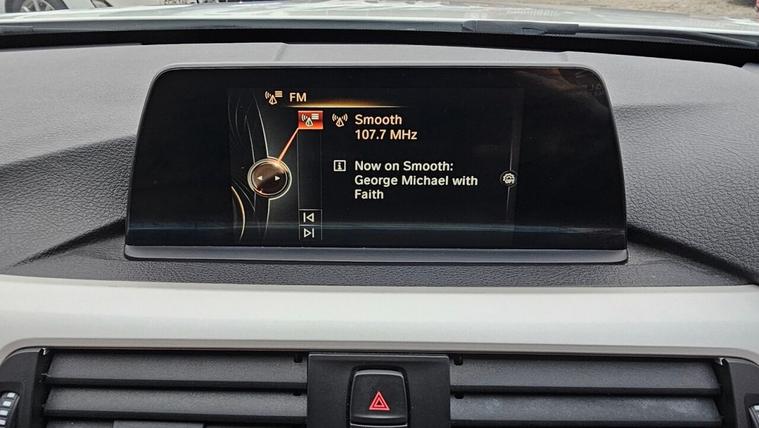 FM
Smooth
107.7 MHz
Now on Smooth:
George Michael with
Faith